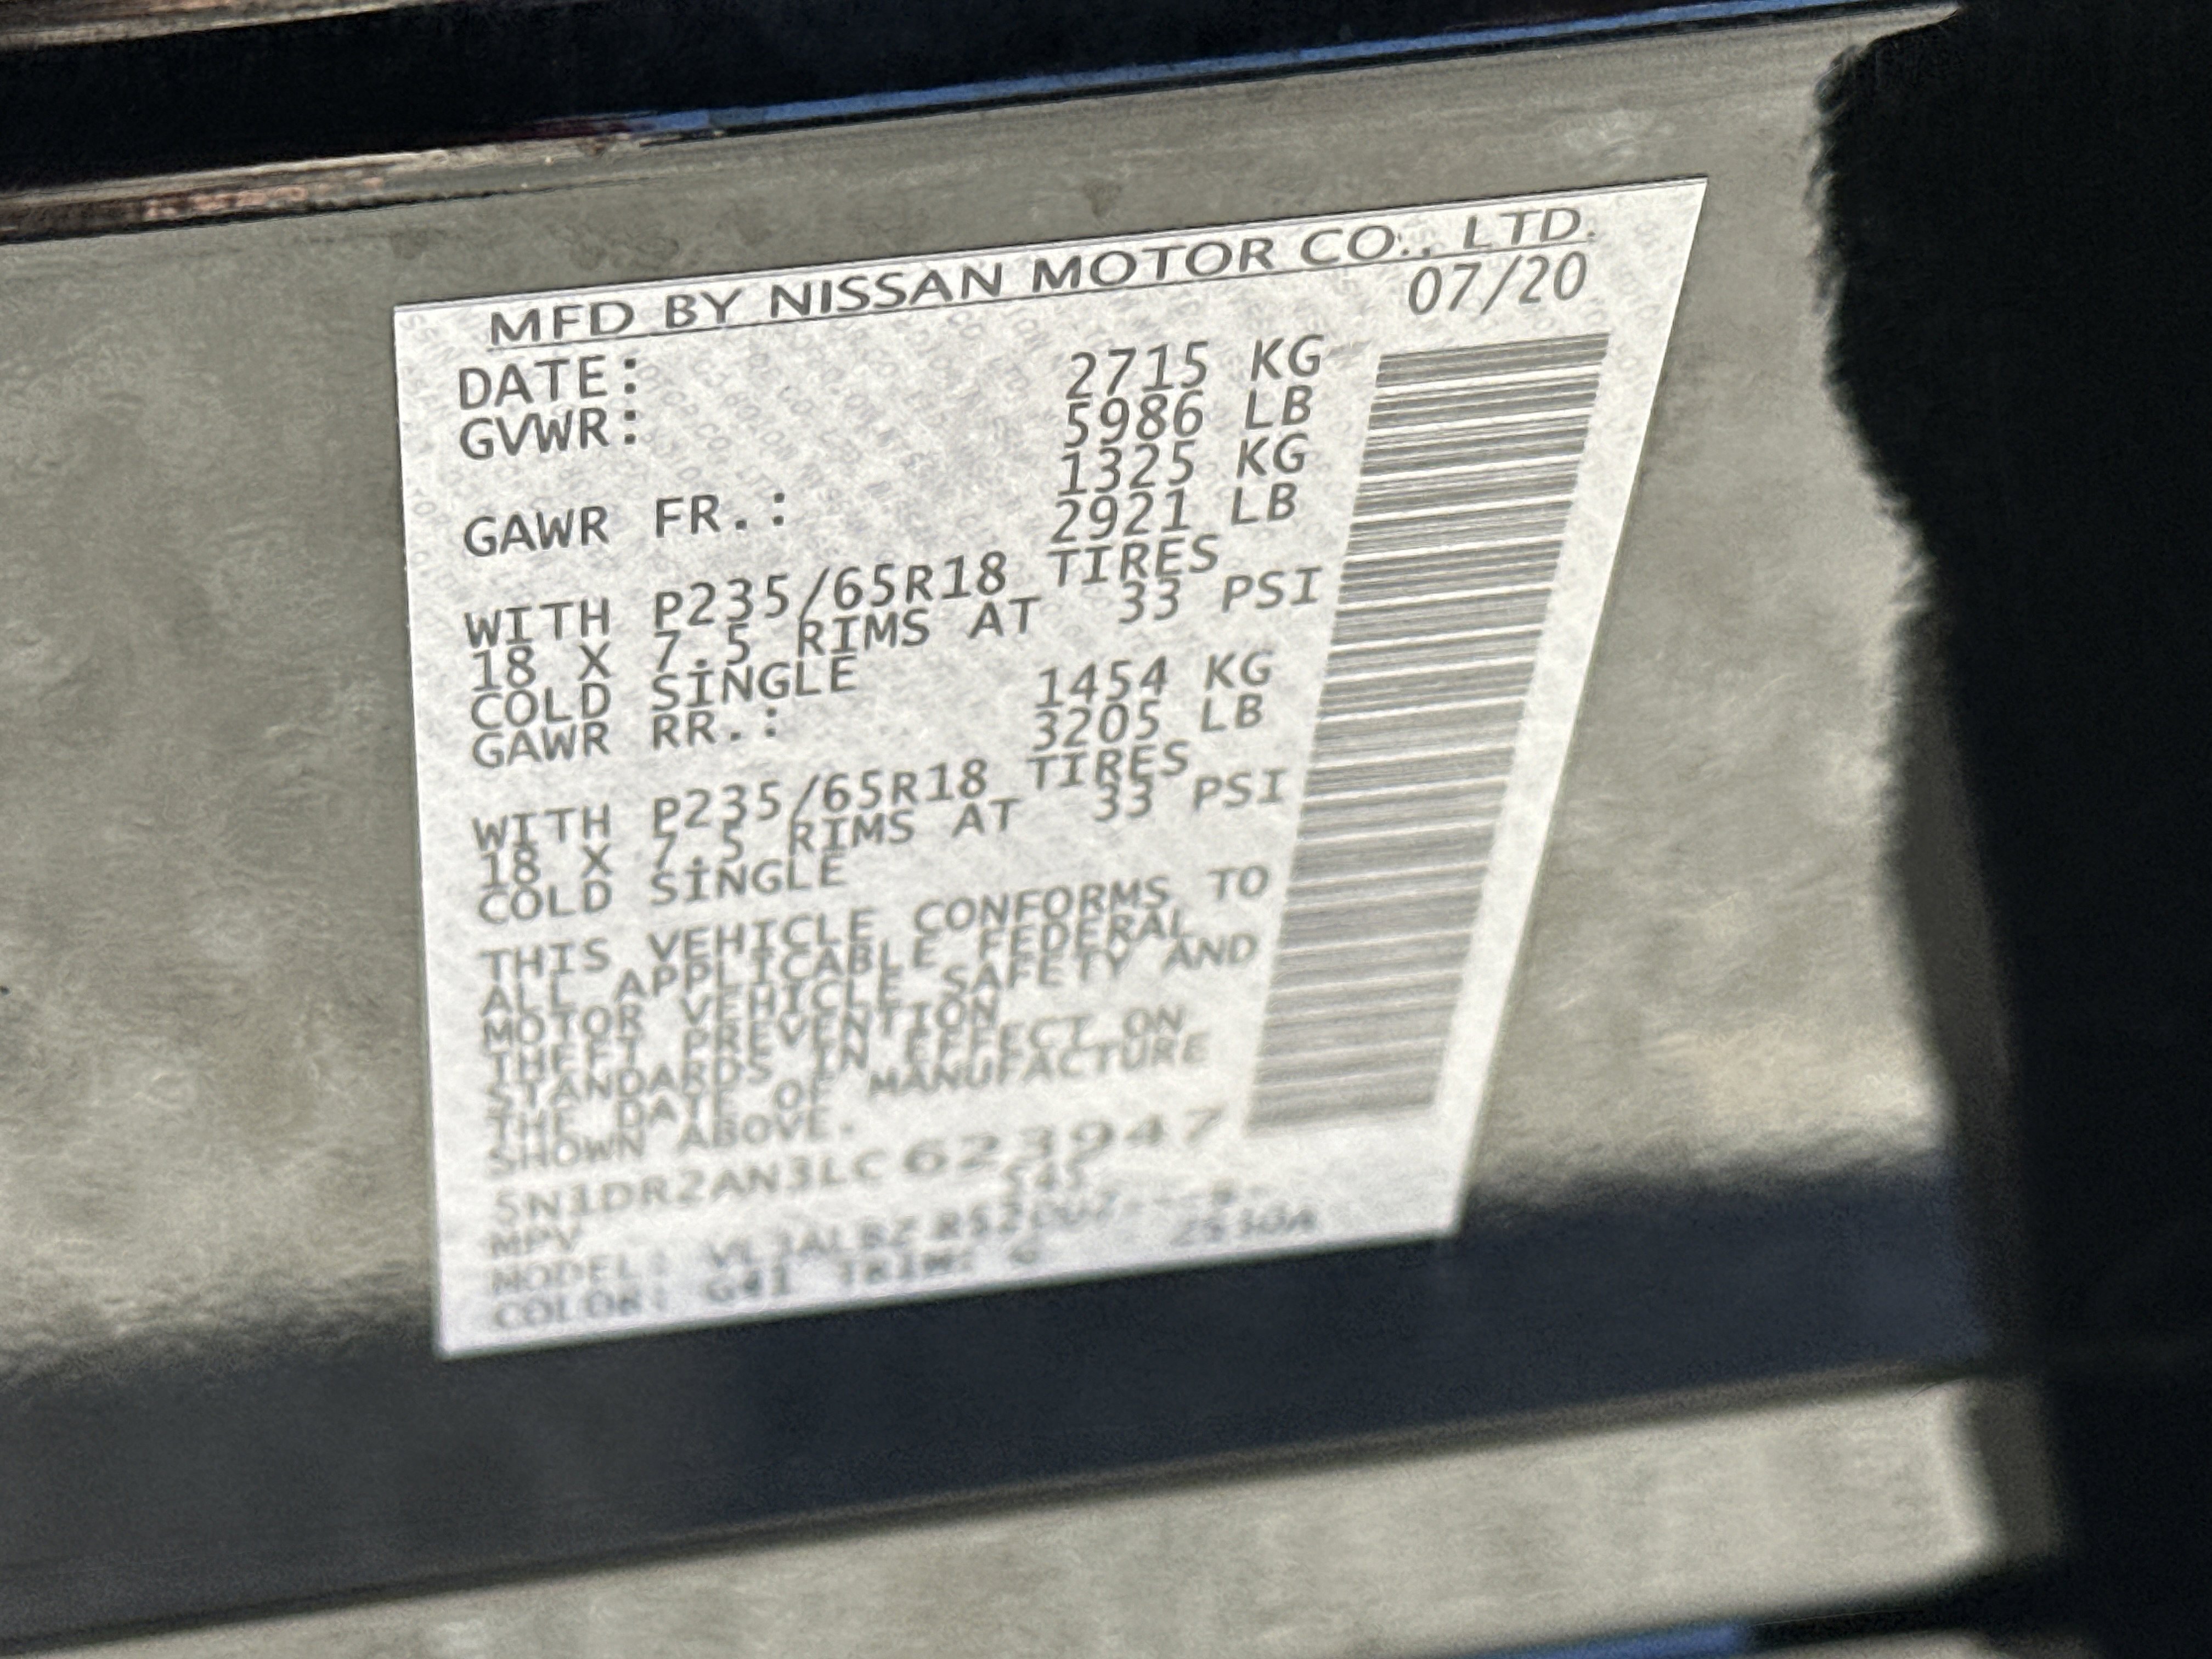 MFD BY NISSAN MOTOR CO., LTD.
DATE: 07/20
GVWR: 2715 KG
5986 LB
GAWR FR.: 1325 KG
2921 LB
WITH P235/65R18 TIRES
18 X 7.5 RIMS AT 33 PSI
COLD SINGLE
GAWR RR.: 1454 KG
3205 LB
WITH P235/65R18 TIRES
18 X 7.5 RIMS AT 33 PSI
COLD SINGLE
THIS VEHICLE CONFORMS TO
ALL APPLICABLE FEDERAL
MOTOR VEHICLE SAFETY AND
THEFT PREVENTION
STANDARDS IN EFFECT ON
THE DATE OF MANUFACTURE
SHOWN ABOVE.
5N1DR2AN3LC623947
MPV
MODEL:
COLOR: G41 TRIM: G